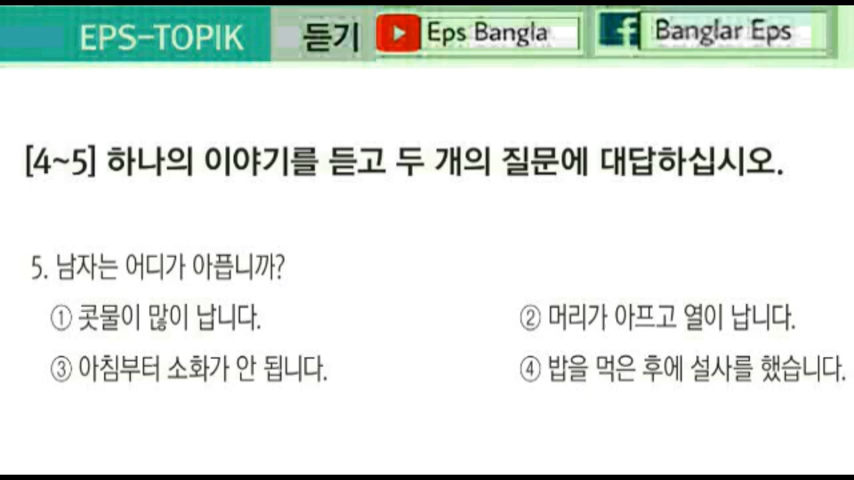 EPS-TOPIK 듣기 Eps Bangla Banglar Eps
[4~5] 하나의 이야기를 듣고 두 개의 질문에 대답하십시오.
5. 남자는 어디가 아픕니까?
① 콧물이 많이 납니다. ② 머리가 아프고 열이 납니다.
③ 아침부터 소화가 안 됩니다. ④ 밥을 먹은 후에 설사를 했습니다.